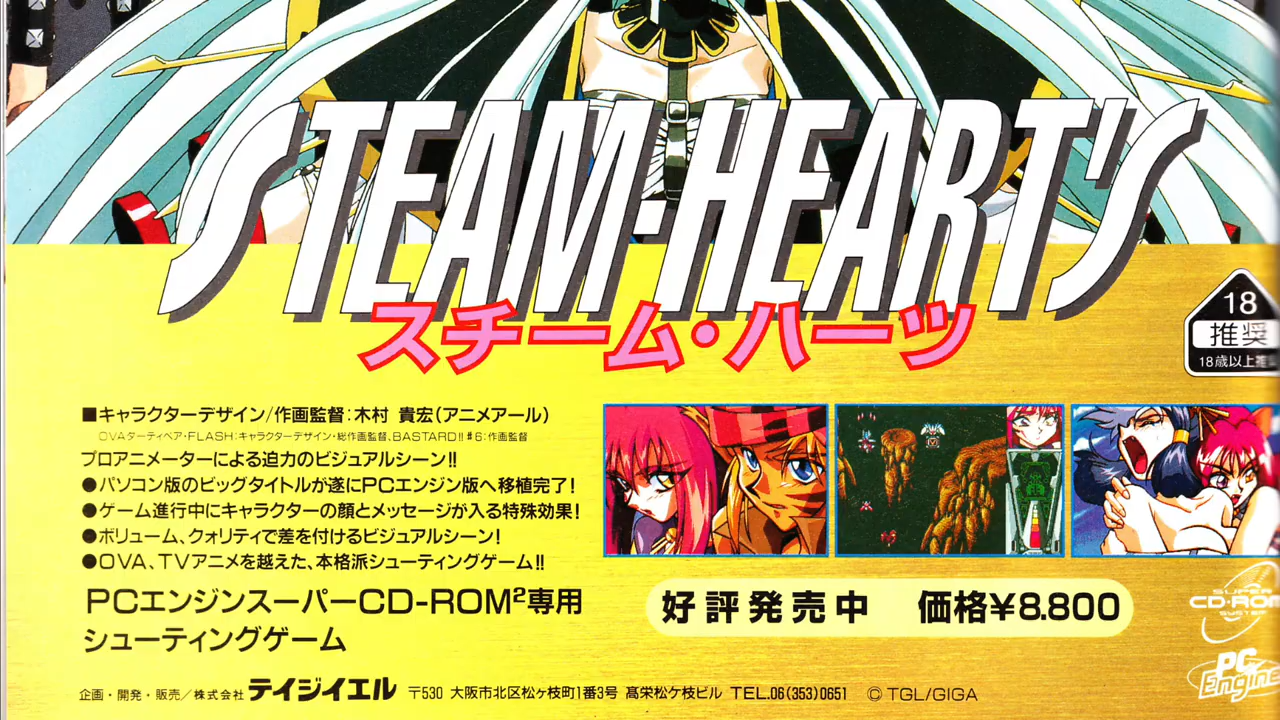 STEAM-HEART'S
スチーム・ハーツ
18
推奨
18歳以上推
■キャラクターデザイン/作画監督:木村 貴宏(アニメアール)
OVAダーティペア・FLASH:キャラクターデザイン・総作画監督、BASTARD!!#6:作画監督
プロアニメーターによる迫力のビジュアルシーン!!
●パソコン版のビッグタイトルが遂にPCエンジン版へ移植完了!
●ゲーム進行中にキャラクターの顔とメッセージが入る特殊効果!
●ボリューム、クォリティで差を付けるビジュアルシーン!
●OVA、TVアニメを越えた、本格派シューティングゲーム!!
PCエンジンスーパーCD-ROM²専用
シューティングゲーム
好評発売中 価格¥8.800
SUPER
CD-ROM
SYSTEM
PC
Engine
企画・開発・販売/株式会社 テイジイエル 〒530 大阪市北区松ヶ枝町1番3号 髙栄松ケ枝ビル TEL.06(353)0651 ©TGL/GIGA